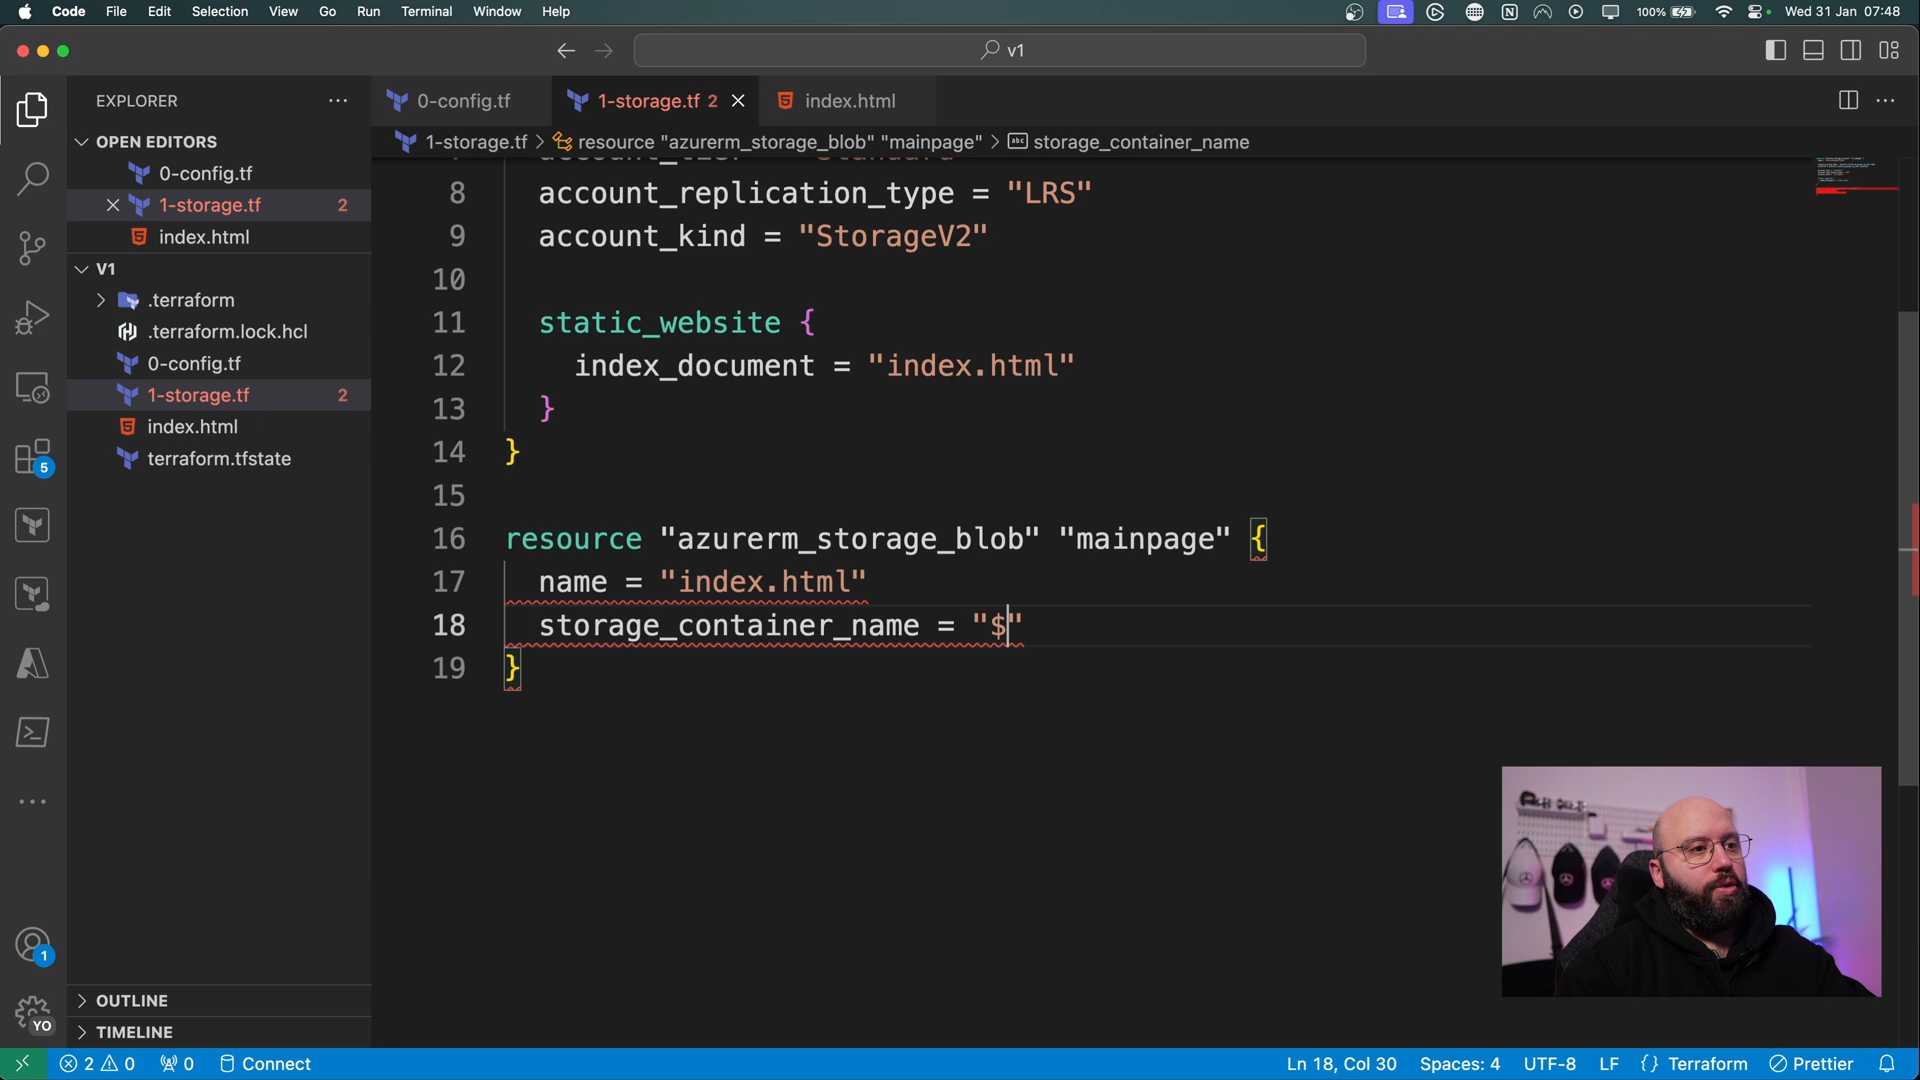 Code File Edit Selection View Go Run Terminal Window Help 100% Wed 31 Jan 07:48
v1
EXPLORER
OPEN EDITORS
0-config.tf
1-storage.tf 2
index.html
V1
.terraform
.terraform.lock.hcl
0-config.tf
1-storage.tf 2
index.html
terraform.tfstate
OUTLINE
TIMELINE
5
1
YO
0-config.tf 1-storage.tf 2 index.html
1-storage.tf > resource "azurerm_storage_blob" "mainpage" > storage_container_name
8 account_replication_type = "LRS"
9 account_kind = "StorageV2"
10
11 static_website {
12 index_document = "index.html"
13 }
14 }
15
16 resource "azurerm_storage_blob" "mainpage" {
17 name = "index.html"
18 storage_container_name = "$"
19 }
2 0 0 Connect Ln 18, Col 30 Spaces: 4 UTF-8 LF {} Terraform Prettier